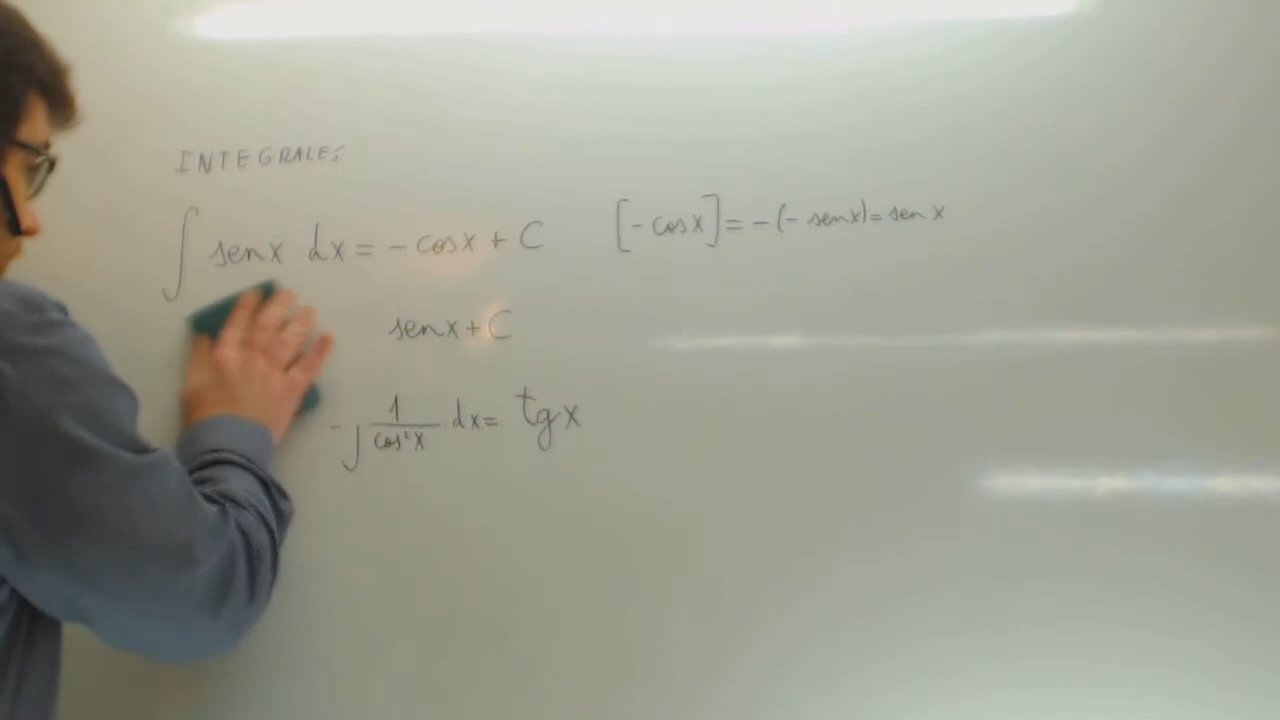 INTEGRALES
∫ sen x dx = - cos x + C [- cos x] = - (- sen x) = sen x
sen x + C
∫ 1/cos²x dx = tg x